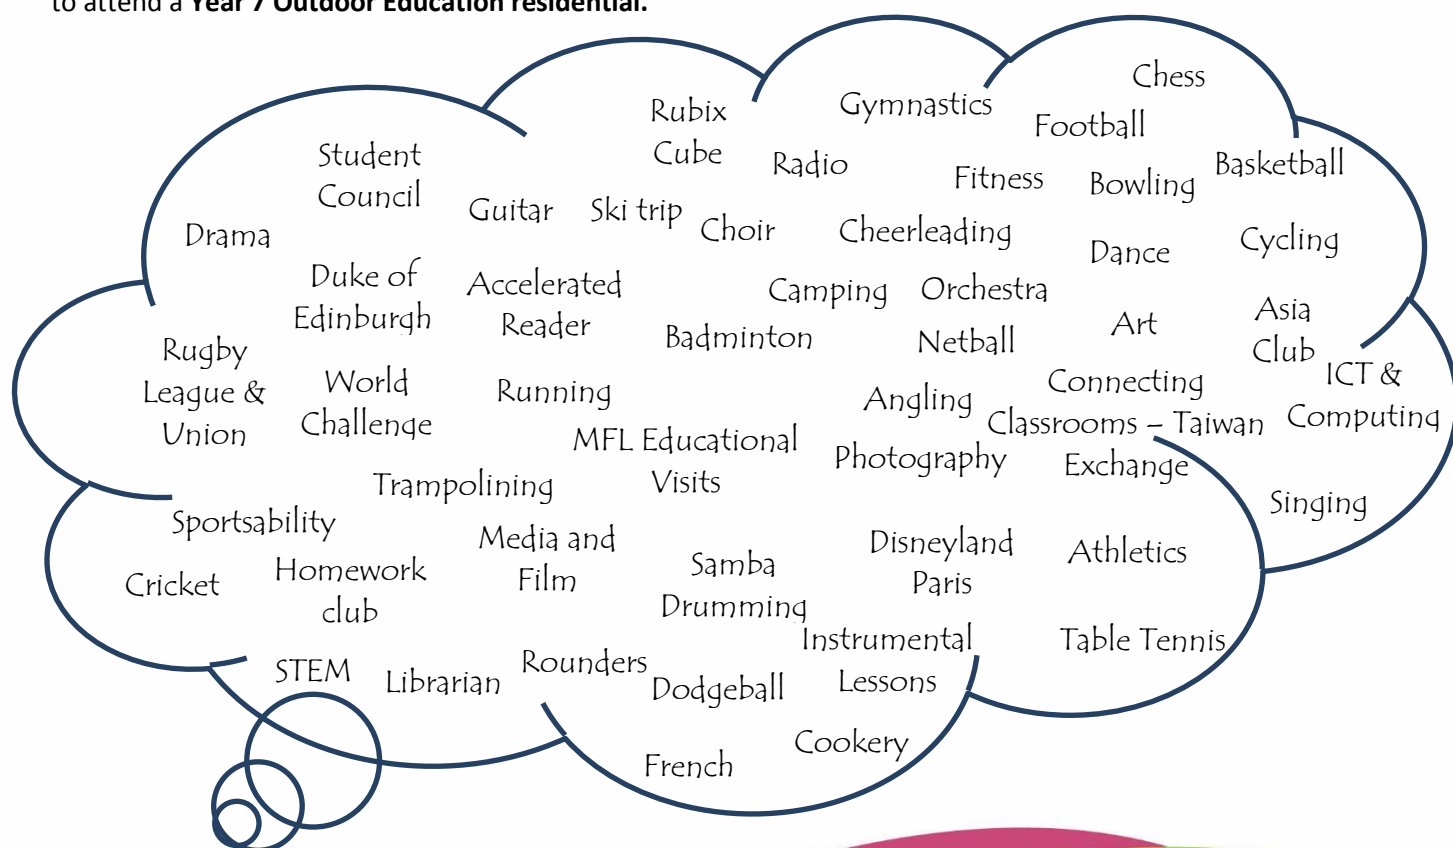 to attend a Year 7 Outdoor Education residential.
Chess
Rubix
Cube
Gymnastics
Football
Student
Council
Radio
Fitness
Bowling
Basketball
Guitar
Ski trip
Choir
Cheerleading
Drama
Dance
Cycling
Duke of
Edinburgh
Accelerated
Reader
Camping
Orchestra
Badminton
Netball
Art
Asia
Club
Rugby
League &
Union
World
Challenge
Running
Angling
Connecting
Classrooms – Taiwan
Exchange
ICT &
Computing
MFL Educational
Visits
Photography
Trampolining
Singing
Sportsability
Media and
Film
Disneyland
Paris
Athletics
Cricket
Homework
club
Samba
Drumming
Instrumental
Lessons
Table Tennis
STEM
Librarian
Rounders
Dodgeball
Cookery
French